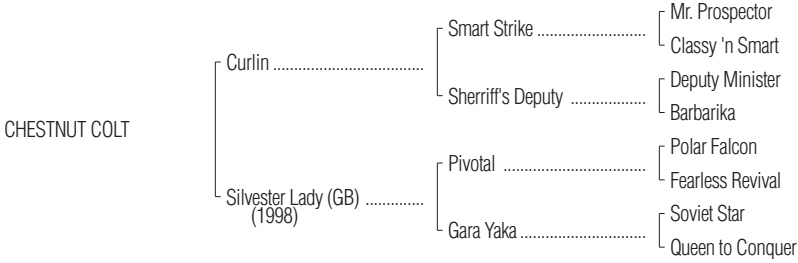 Mr. Prospector
Smart Strike ..........................
Classy 'n Smart
Curlin ....................................
Deputy Minister
Sherriff's Deputy ..................
Barbarika
CHESTNUT COLT
Polar Falcon
Pivotal ..................................
Fearless Revival
Silvester Lady (GB) ..............
(1998)
Soviet Star
Gara Yaka ..............................
Queen to Conquer